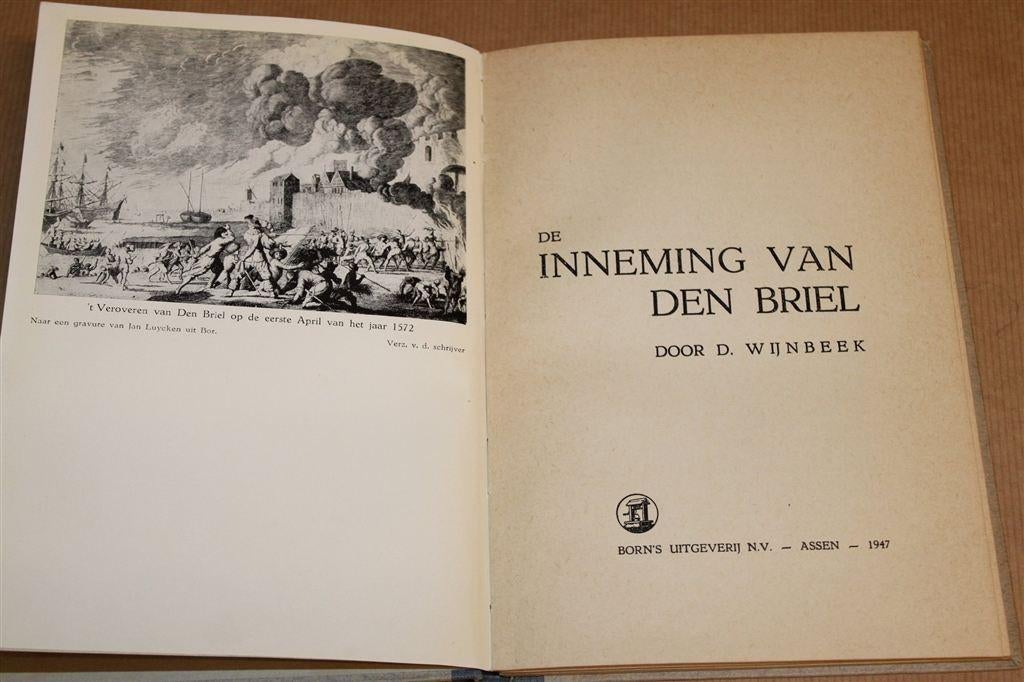 't Veroveren van Den Briel op de eerste April van het jaar 1572
Naar een gravure van Jan Luycken uit Bor.
Verz. v. d. schrijver
DE
INNEMING VAN
DEN BRIEL
DOOR D. WIJNBEEK
BORN'S UITGEVERIJ N.V. — ASSEN — 1947